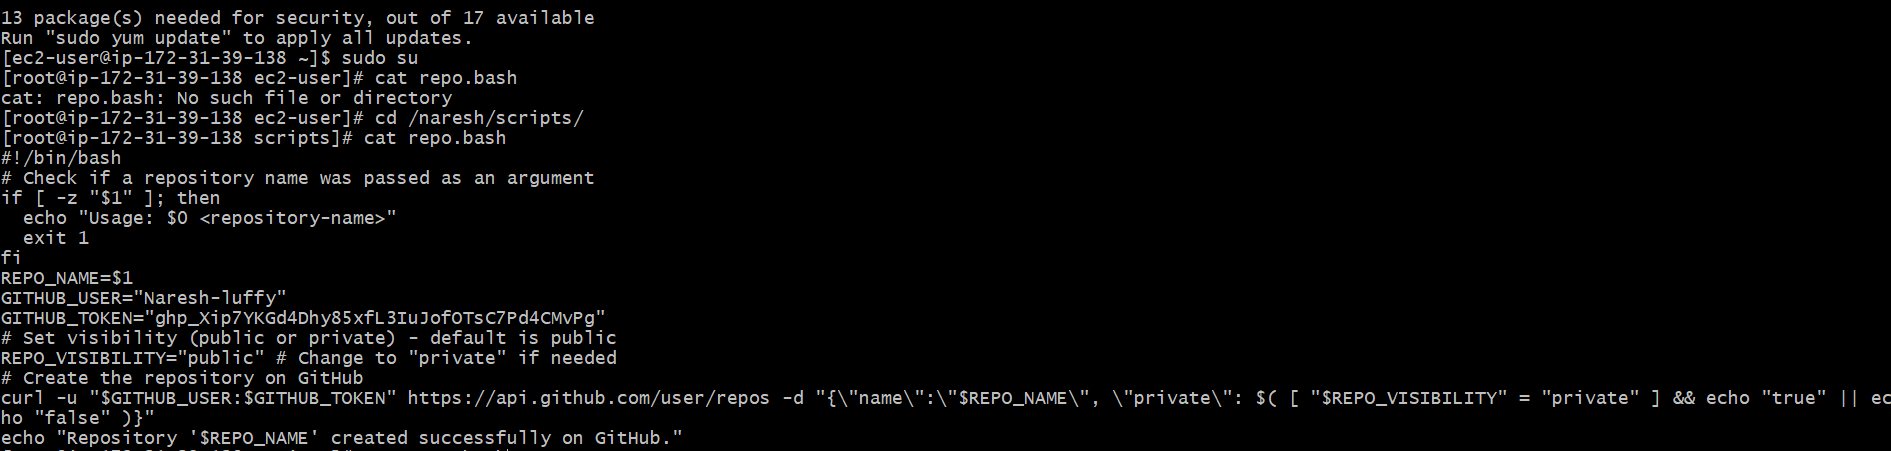 13 package(s) needed for security, out of 17 available
Run "sudo yum update" to apply all updates.
[ec2-user@ip-172-31-39-138 ~]$ sudo su
[root@ip-172-31-39-138 ec2-user]# cat repo.bash
cat: repo.bash: No such file or directory
[root@ip-172-31-39-138 ec2-user]# cd /naresh/scripts/
[root@ip-172-31-39-138 scripts]# cat repo.bash
#!/bin/bash
# Check if a repository name was passed as an argument
if [ -z "$1" ]; then
  echo "Usage: $0 <repository-name>"
  exit 1
fi
REPO_NAME=$1
GITHUB_USER="Naresh-luffy"
GITHUB_TOKEN="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"
# Set visibility (public or private) - default is public
REPO_VISIBILITY="public" # Change to "private" if needed
# Create the repository on GitHub
curl -u "$GITHUB_USER:$GITHUB_TOKEN" https://api.github.com/user/repos -d "{\"name\":\"$REPO_NAME\", \"private\": $( [ "$REPO_VISIBILITY" = "private" ] && echo "true" || ec
ho "false" )}"
echo "Repository '$REPO_NAME' created successfully on GitHub."